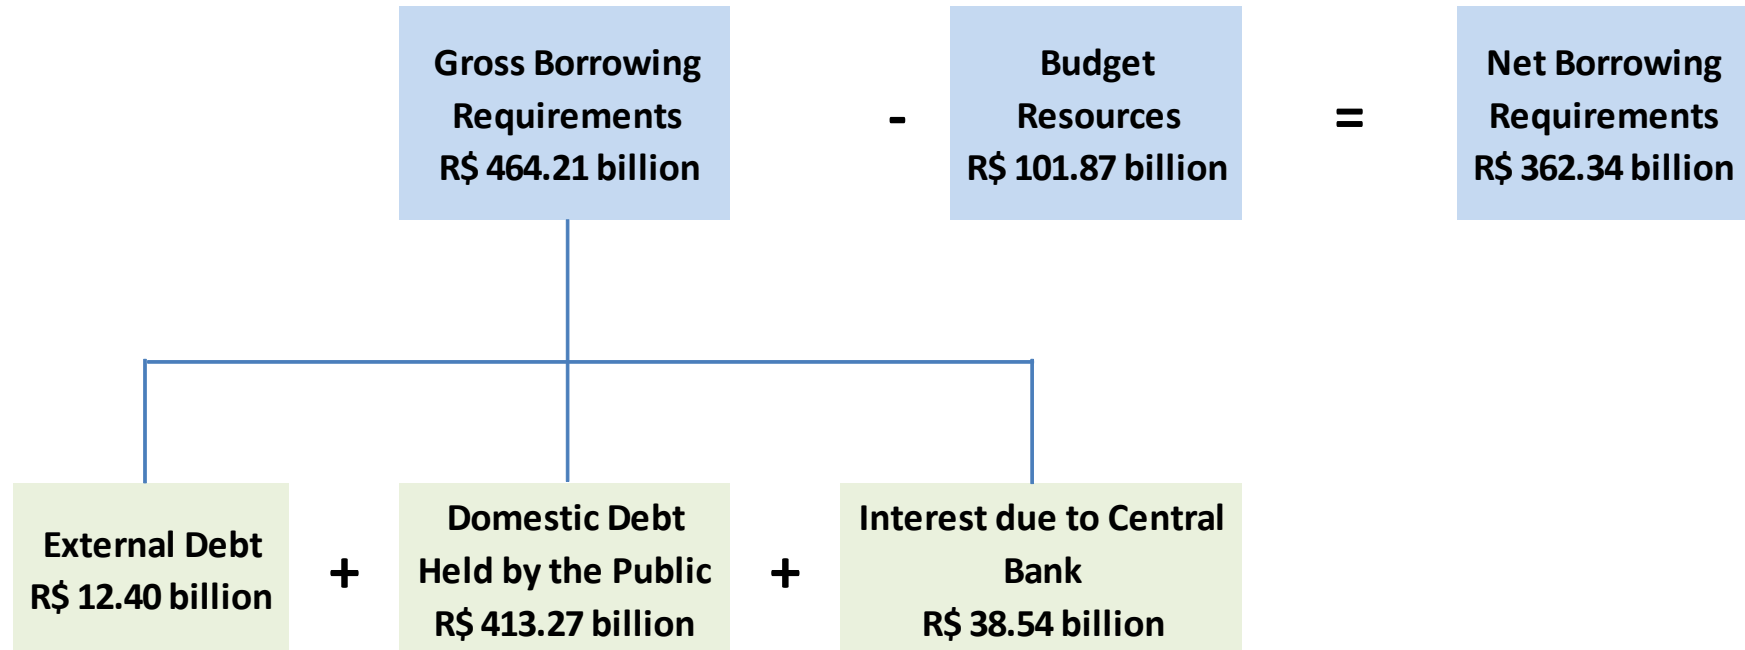 Gross Borrowing
Requirements
R$ 464.21 billion
-
Budget
Resources
R$ 101.87 billion
=
Net Borrowing
Requirements
R$ 362.34 billion
External Debt
R$ 12.40 billion
+
Domestic Debt
Held by the Public
R$ 413.27 billion
+
Interest due to Central
Bank
R$ 38.54 billion